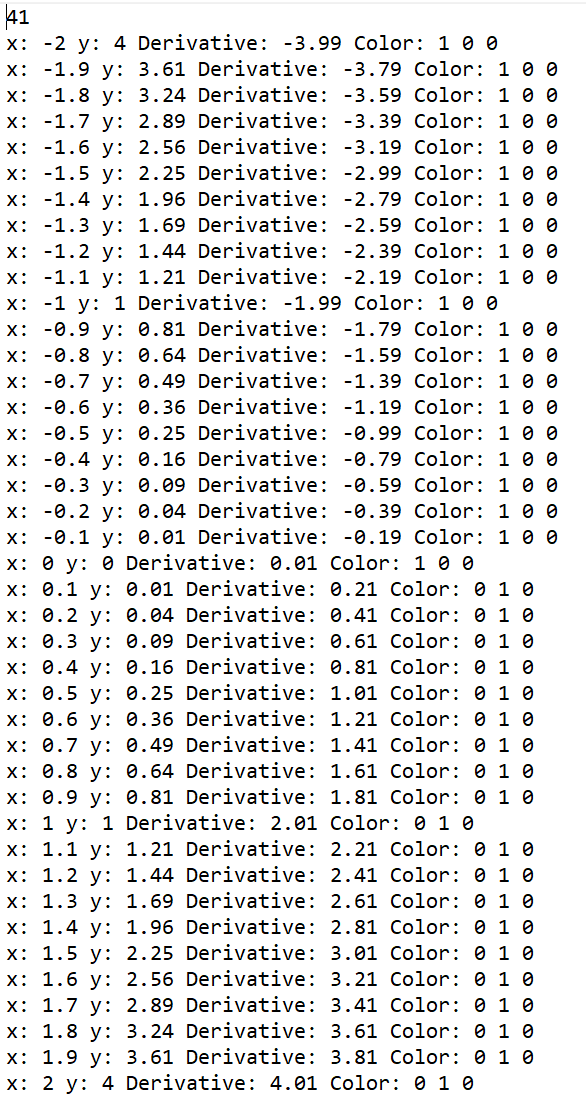 41
x: -2 y: 4 Derivative: -3.99 Color: 1 0 0
x: -1.9 y: 3.61 Derivative: -3.79 Color: 1 0 0
x: -1.8 y: 3.24 Derivative: -3.59 Color: 1 0 0
x: -1.7 y: 2.89 Derivative: -3.39 Color: 1 0 0
x: -1.6 y: 2.56 Derivative: -3.19 Color: 1 0 0
x: -1.5 y: 2.25 Derivative: -2.99 Color: 1 0 0
x: -1.4 y: 1.96 Derivative: -2.79 Color: 1 0 0
x: -1.3 y: 1.69 Derivative: -2.59 Color: 1 0 0
x: -1.2 y: 1.44 Derivative: -2.39 Color: 1 0 0
x: -1.1 y: 1.21 Derivative: -2.19 Color: 1 0 0
x: -1 y: 1 Derivative: -1.99 Color: 1 0 0
x: -0.9 y: 0.81 Derivative: -1.79 Color: 1 0 0
x: -0.8 y: 0.64 Derivative: -1.59 Color: 1 0 0
x: -0.7 y: 0.49 Derivative: -1.39 Color: 1 0 0
x: -0.6 y: 0.36 Derivative: -1.19 Color: 1 0 0
x: -0.5 y: 0.25 Derivative: -0.99 Color: 1 0 0
x: -0.4 y: 0.16 Derivative: -0.79 Color: 1 0 0
x: -0.3 y: 0.09 Derivative: -0.59 Color: 1 0 0
x: -0.2 y: 0.04 Derivative: -0.39 Color: 1 0 0
x: -0.1 y: 0.01 Derivative: -0.19 Color: 1 0 0
x: 0 y: 0 Derivative: 0.01 Color: 1 0 0
x: 0.1 y: 0.01 Derivative: 0.21 Color: 0 1 0
x: 0.2 y: 0.04 Derivative: 0.41 Color: 0 1 0
x: 0.3 y: 0.09 Derivative: 0.61 Color: 0 1 0
x: 0.4 y: 0.16 Derivative: 0.81 Color: 0 1 0
x: 0.5 y: 0.25 Derivative: 1.01 Color: 0 1 0
x: 0.6 y: 0.36 Derivative: 1.21 Color: 0 1 0
x: 0.7 y: 0.49 Derivative: 1.41 Color: 0 1 0
x: 0.8 y: 0.64 Derivative: 1.61 Color: 0 1 0
x: 0.9 y: 0.81 Derivative: 1.81 Color: 0 1 0
x: 1 y: 1 Derivative: 2.01 Color: 0 1 0
x: 1.1 y: 1.21 Derivative: 2.21 Color: 0 1 0
x: 1.2 y: 1.44 Derivative: 2.41 Color: 0 1 0
x: 1.3 y: 1.69 Derivative: 2.61 Color: 0 1 0
x: 1.4 y: 1.96 Derivative: 2.81 Color: 0 1 0
x: 1.5 y: 2.25 Derivative: 3.01 Color: 0 1 0
x: 1.6 y: 2.56 Derivative: 3.21 Color: 0 1 0
x: 1.7 y: 2.89 Derivative: 3.41 Color: 0 1 0
x: 1.8 y: 3.24 Derivative: 3.61 Color: 0 1 0
x: 1.9 y: 3.61 Derivative: 3.81 Color: 0 1 0
x: 2 y: 4 Derivative: 4.01 Color: 0 1 0